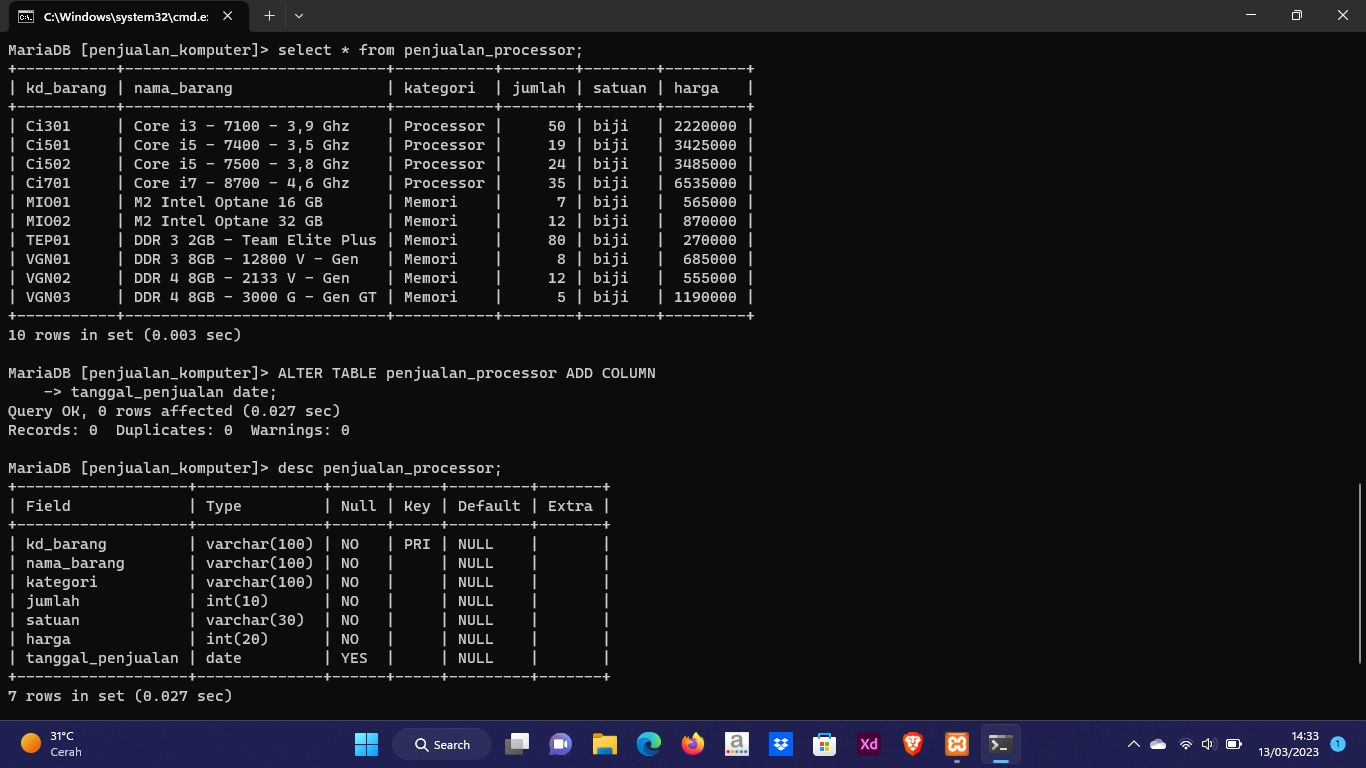 C:\Windows\system32\cmd.e:
MariaDB [penjualan_komputer]> select * from penjualan_processor;
+-----------+-----------------------------+-----------+--------+--------+---------+
| kd_barang | nama_barang                 | kategori  | jumlah | satuan | harga   |
+-----------+-----------------------------+-----------+--------+--------+---------+
| Ci301     | Core i3 - 7100 - 3,9 Ghz    | Processor |     50 | biji   | 2220000 |
| Ci501     | Core i5 - 7400 - 3,5 Ghz    | Processor |     19 | biji   | 3425000 |
| Ci502     | Core i5 - 7500 - 3,8 Ghz    | Processor |     24 | biji   | 3485000 |
| Ci701     | Core i7 - 8700 - 4,6 Ghz    | Processor |     35 | biji   | 6535000 |
| MIO01     | M2 Intel Optane 16 GB       | Memori    |      7 | biji   |  565000 |
| MIO02     | M2 Intel Optane 32 GB       | Memori    |     12 | biji   |  870000 |
| TEP01     | DDR 3 2GB - Team Elite Plus | Memori    |     80 | biji   |  270000 |
| VGN01     | DDR 3 8GB - 12800 V - Gen   | Memori    |      8 | biji   |  685000 |
| VGN02     | DDR 4 8GB - 2133 V - Gen    | Memori    |     12 | biji   |  555000 |
| VGN03     | DDR 4 8GB - 3000 G - Gen GT | Memori    |      5 | biji   | 1190000 |
+-----------+-----------------------------+-----------+--------+--------+---------+
10 rows in set (0.003 sec)
MariaDB [penjualan_komputer]> ALTER TABLE penjualan_processor ADD COLUMN
    -> tanggal_penjualan date;
Query OK, 0 rows affected (0.027 sec)
Records: 0  Duplicates: 0  Warnings: 0
MariaDB [penjualan_komputer]> desc penjualan_processor;
+-------------------+--------------+------+-----+---------+-------+
| Field             | Type         | Null | Key | Default | Extra |
+-------------------+--------------+------+-----+---------+-------+
| kd_barang         | varchar(100) | NO   | PRI | NULL    |       |
| nama_barang       | varchar(100) | NO   |     | NULL    |       |
| kategori          | varchar(100) | NO   |     | NULL    |       |
| jumlah            | int(10)      | NO   |     | NULL    |       |
| satuan            | varchar(30)  | NO   |     | NULL    |       |
| harga             | int(20)      | NO   |     | NULL    |       |
| tanggal_penjualan | date         | YES  |     | NULL    |       |
+-------------------+--------------+------+-----+---------+-------+
7 rows in set (0.027 sec)
31°C
Cerah
Search
a
Xd
14:33
13/03/2023
1